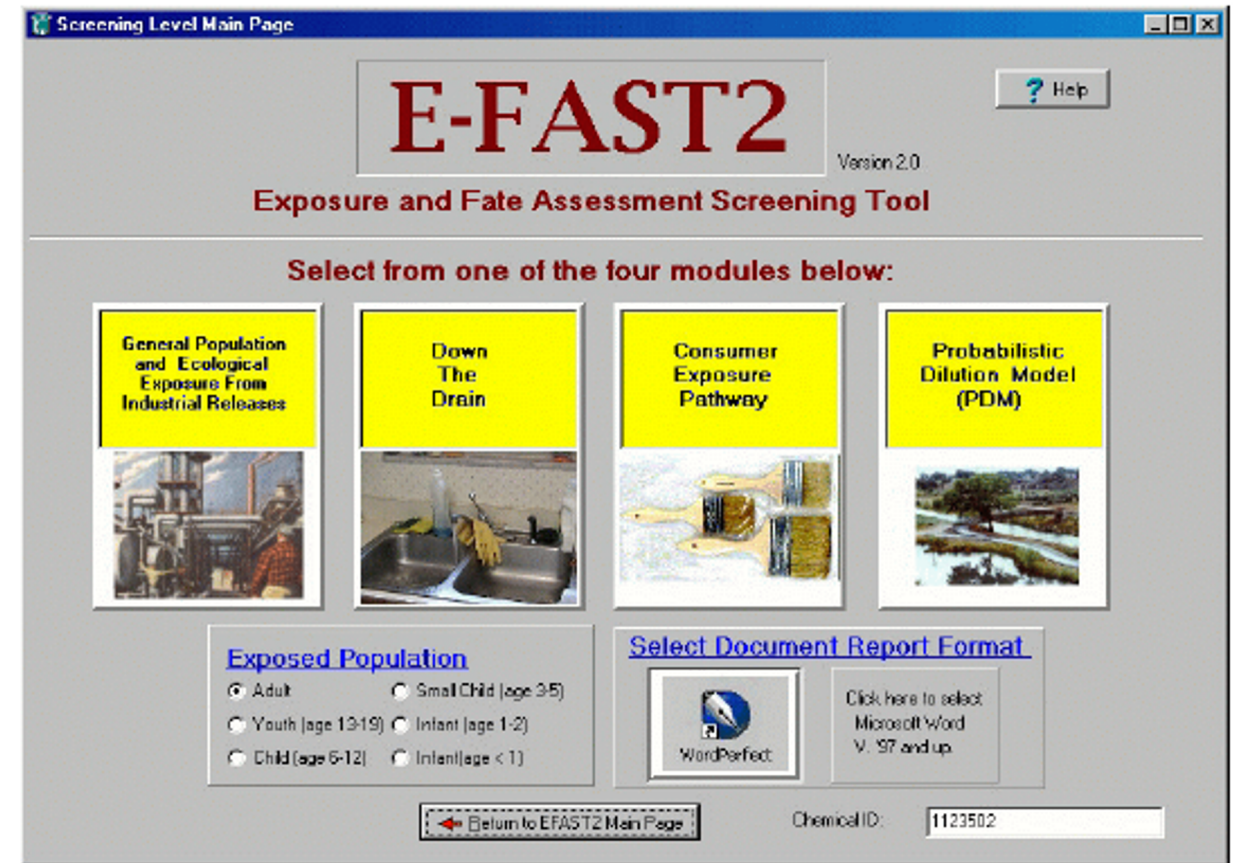 Screening Level Main Page
E-FAST2
Help
Version 2.0
Exposure and Fate Assessment Screening Tool
Select from one of the four modules below:
General Population
and Ecological
Exposure From
Industrial Releases
Down
The
Drain
Consumer
Exposure
Pathway
Probabilistic
Dilution Model
(PDM)
Exposed Population
Adult
Small Child (age 3-5)
Youth (age 13-19)
Infant (age 1-2)
Child (age 6-12)
Infant(age < 1)
Select Document Report Format
WordPerfect
Click here to select
Microsoft Word
V. '97 and up.
Return to EFAST2 Main Page
Chemical ID:
1123502